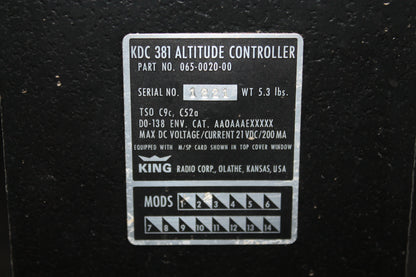 KDC 381 ALTITUDE CONTROLLER
PART NO. 065-0020-00
SERIAL NO. 1221 WT 5.3 lbs.
TSO C9c, C52a
DO-138 ENV. CAT. AAOAAAEXXXXX
MAX DC VOLTAGE/CURRENT 21 VDC/200 MA
EQUIPPED WITH M/SP CARD SHOWN IN TOP COVER WINDOW
KING RADIO CORP., OLATHE, KANSAS, USA
MODS 1 2 3 4 5 6
7 8 9 10 11 12 13 14